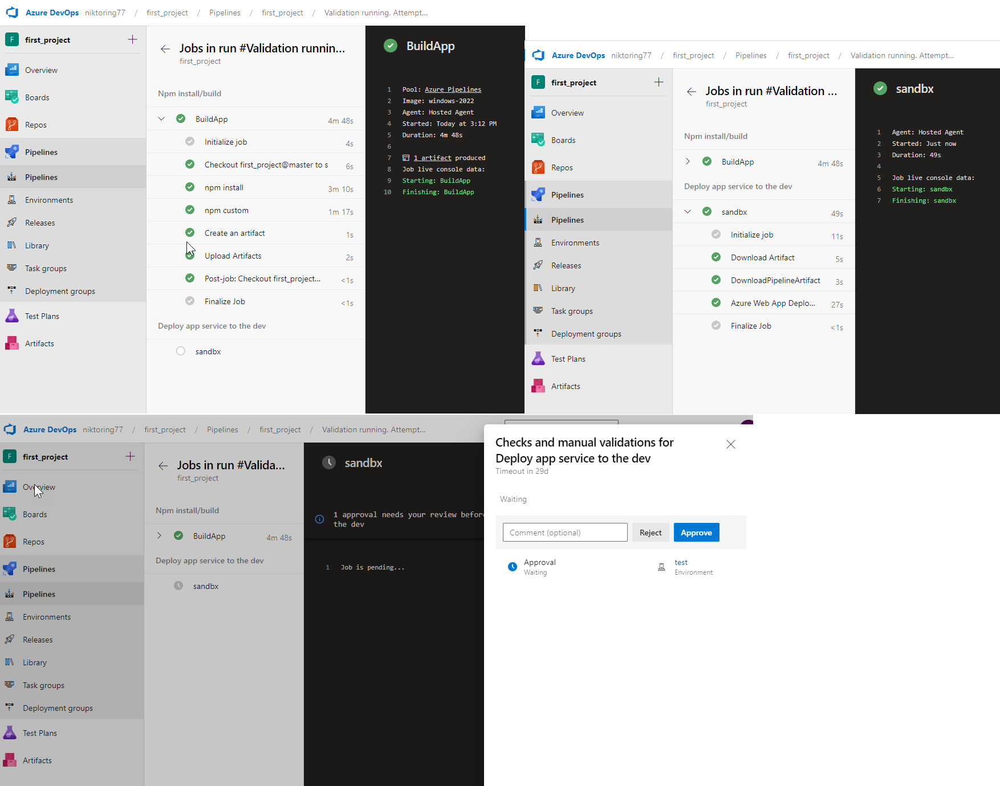 Azure DevOps niktoring77 / first_project / Pipelines / first_project / Validation running. Attempt...
F first_project
Overview
Boards
Repos
Pipelines
Pipelines
Environments
Releases
Library
Task groups
Deployment groups
Test Plans
Artifacts
Jobs in run #Validation runnin...
first_project
Npm install/build
BuildApp 4m 48s
Initialize job 4s
Checkout first_project@master to s 6s
npm install 3m 10s
npm custom 1m 17s
Create an artifact 1s
Upload Artifacts 2s
Post-job: Checkout first_project... <1s
Finalize Job <1s
Deploy app service to the dev
sandbx
BuildApp
1 Pool: Azure Pipelines
2 Image: windows-2022
3 Agent: Hosted Agent
4 Started: Today at 3:12 PM
5 Duration: 4m 48s
6
7 1 artifact produced
8 Job live console data:
9 Starting: BuildApp
10 Finishing: BuildApp
Azure DevOps niktoring77 / first_project / Pipelines / first_project / Validation running. Attempt...
F first_project
Overview
Boards
Repos
Pipelines
Pipelines
Environments
Releases
Library
Task groups
Deployment groups
Test Plans
Artifacts
Jobs in run #Validation ...
first_project
Npm install/build
BuildApp 4m 48s
Deploy app service to the dev
sandbx 49s
Initialize job 11s
Download Artifact 5s
DownloadPipelineArtifact 3s
Azure Web App Deplo... 27s
Finalize Job <1s
sandbx
1 Agent: Hosted Agent
2 Started: Just now
3 Duration: 49s
4
5 Job live console data:
6 Starting: sandbx
7 Finishing: sandbx
Azure DevOps niktoring77 / first_project / Pipelines / first_project / Validation running. Attempt...
F first_project
Overview
Boards
Repos
Pipelines
Pipelines
Environments
Releases
Library
Task groups
Deployment groups
Test Plans
Artifacts
Jobs in run #Valida...
first_project
Npm install/build
BuildApp 4m 48s
Deploy app service to the dev
sandbx
sandbx
1 approval needs your review before
the dev
1 Job is pending...
Checks and manual validations for
Deploy app service to the dev
Timeout in 29d
Waiting
Comment (optional) Reject Approve
Approval test
Waiting Environment